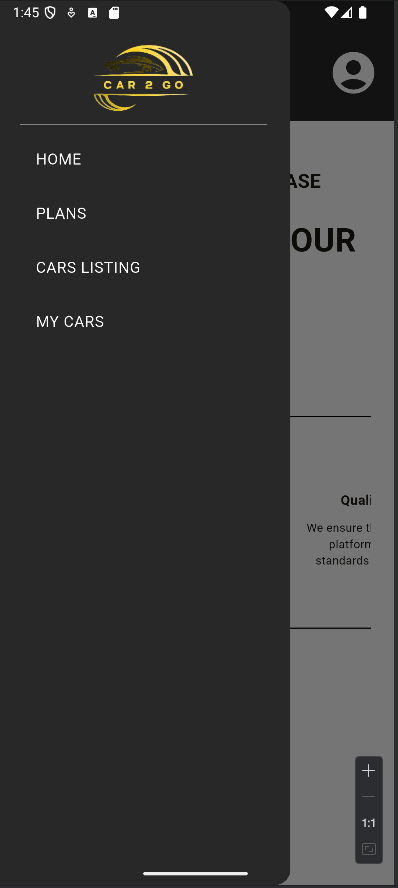 1:45
CAR 2 GO
HOME
PLANS
CARS LISTING
MY CARS
ASE
OUR
Quali
We ensure t
platform
standards
1:1